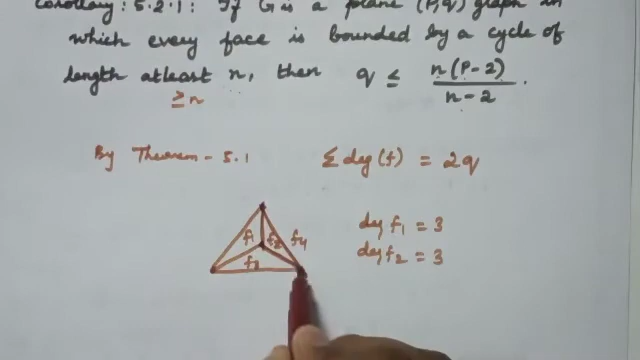 Corollary: 5.2.1: If G is a plane (P,q) graph in
which every face is bounded by a cycle of
length atleast n, then q ≤ n(P-2)/n-2.
≥n
By Theorem - 5.1 Σ deg(f) = 2q
f1 f2 f3 f4
deg f1 = 3
deg f2 = 3